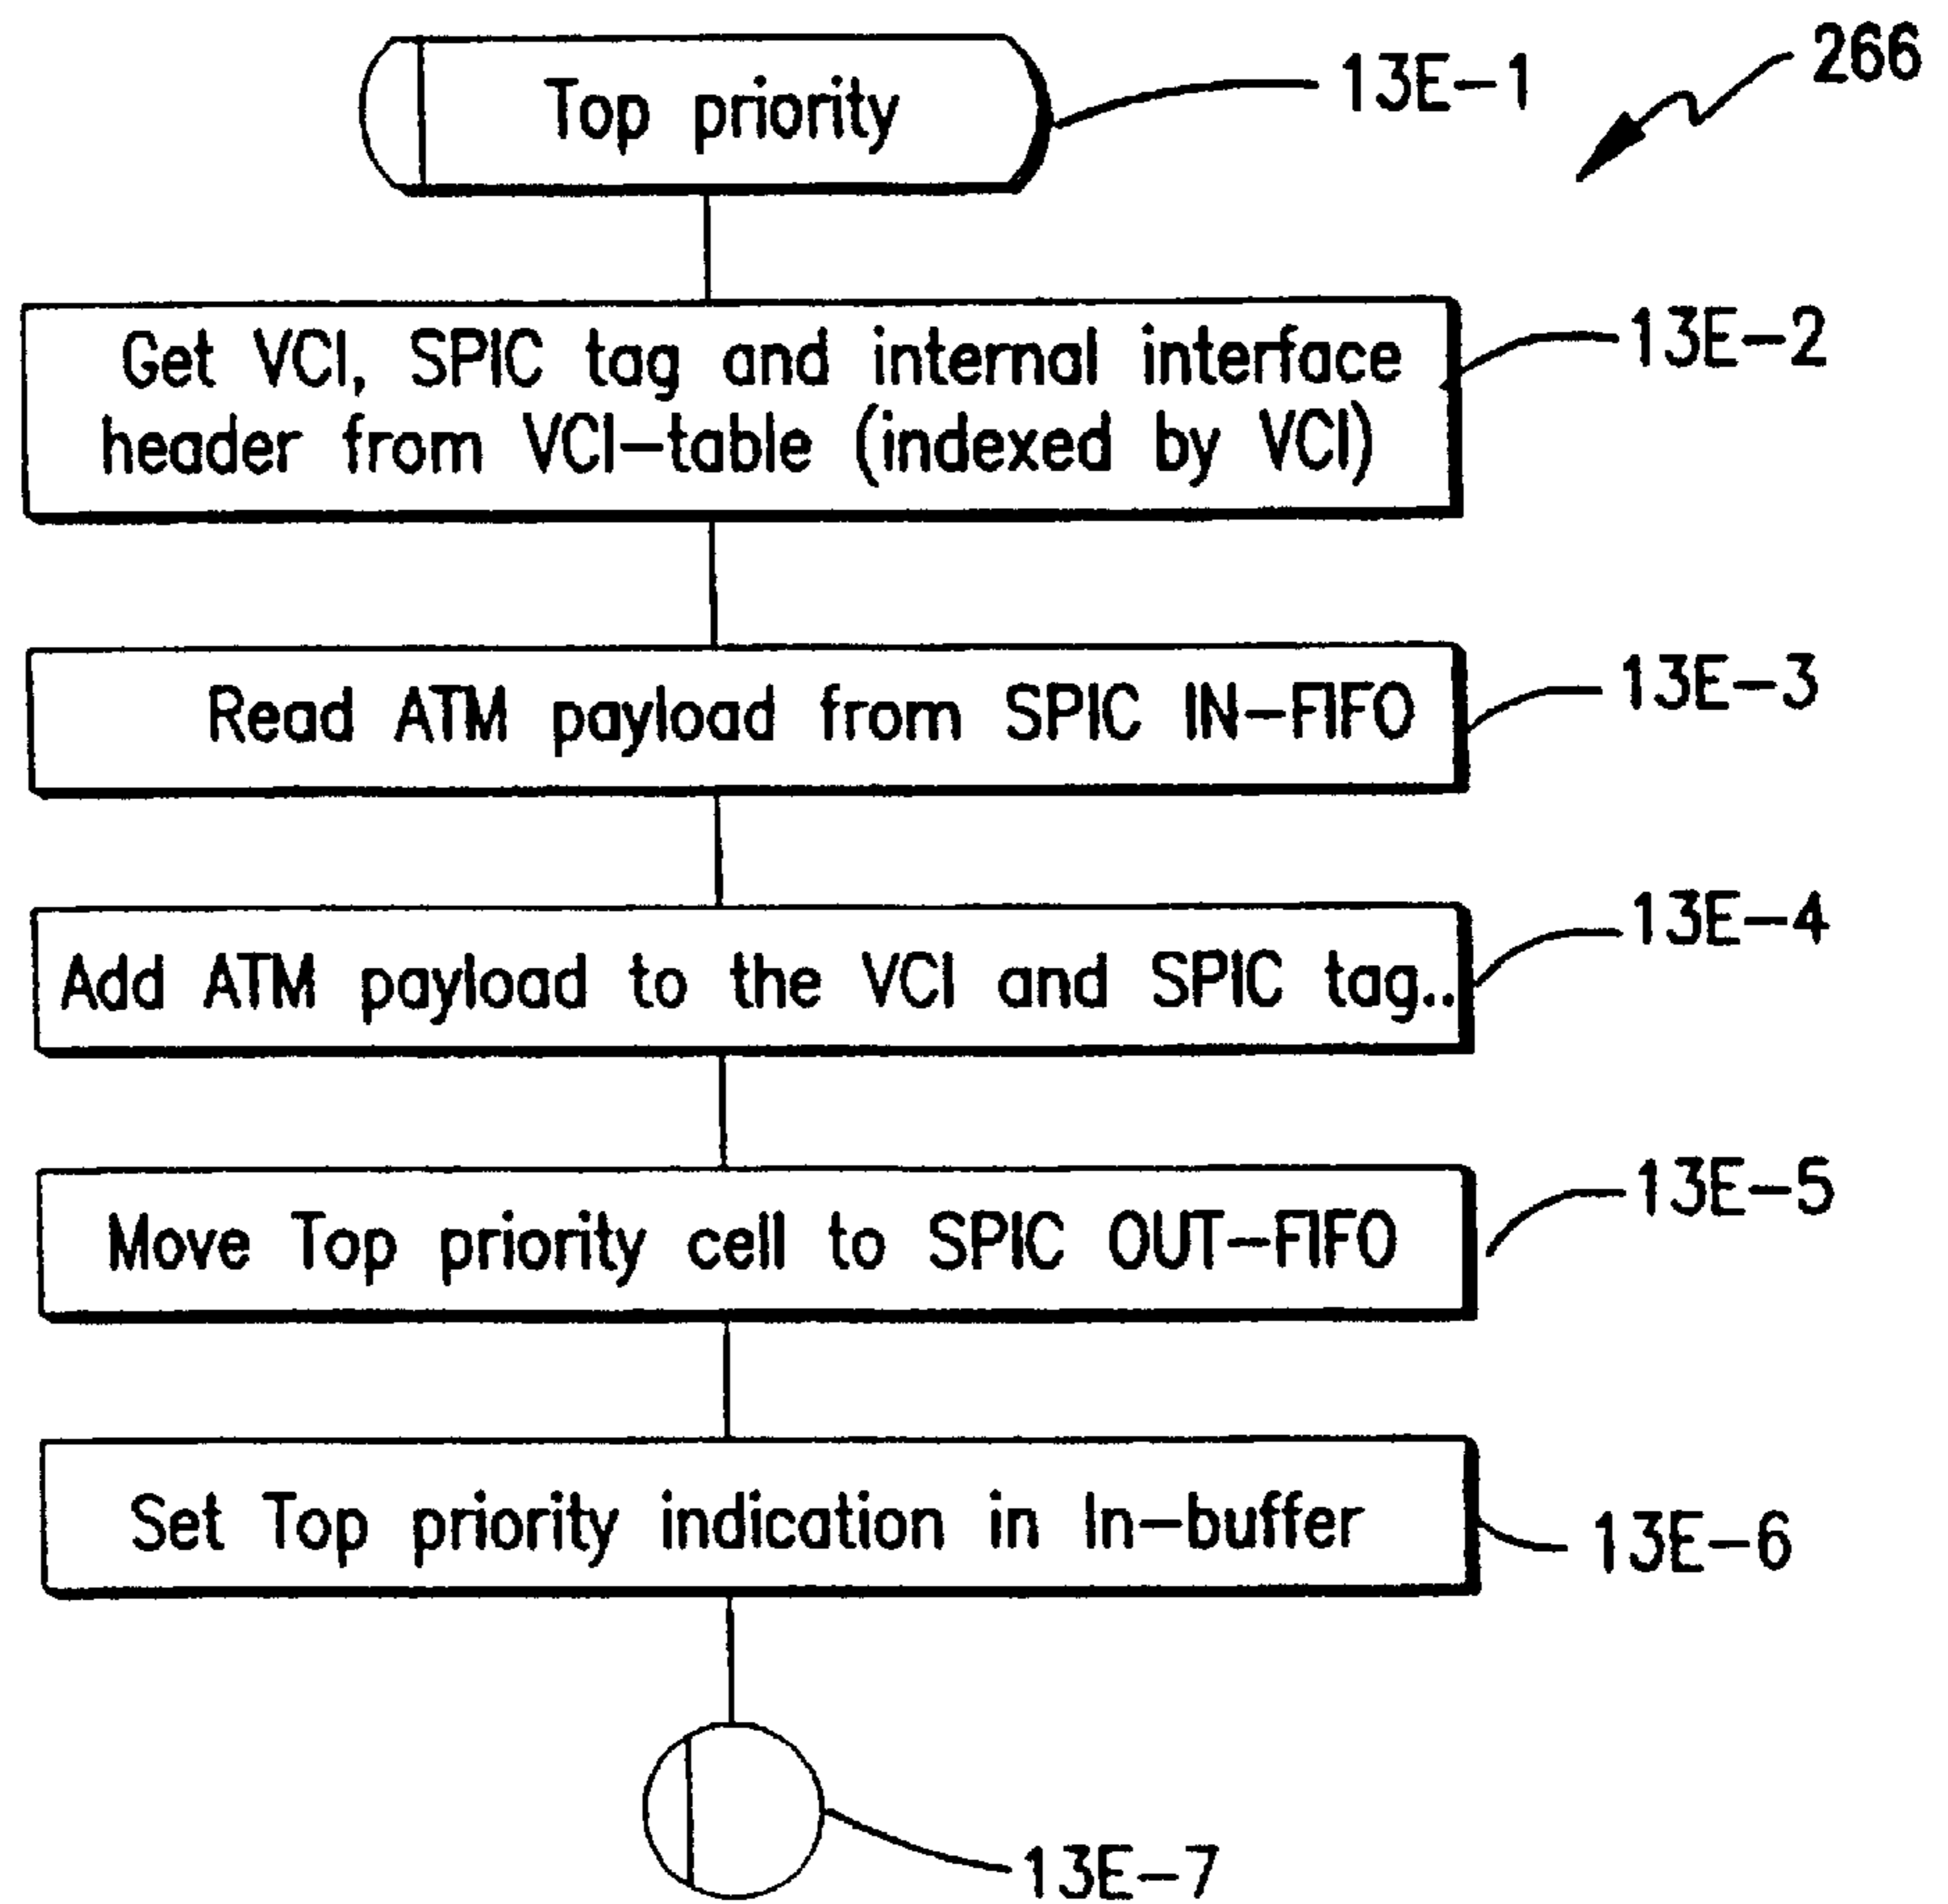 266
Top priority
13E-1
Get VCI, SPIC tag and internal interface
header from VCI-table (indexed by VCI)
13E-2
Read ATM payload from SPIC IN-FIFO
13E-3
Add ATM payload to the VCI and SPIC tag..
13E-4
Move Top priority cell to SPIC OUT-FIFO
13E-5
Set Top priority indication in In-buffer
13E-6
13E-7